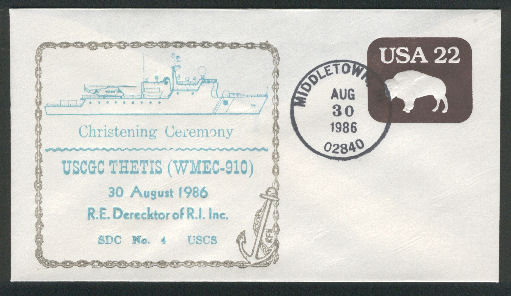 Christening Ceremony
USCGC THETIS (WMEC-910)
30 August 1986
R.E. Derecktor of R.I. Inc.
SDC No. 4 USCS
MIDDLETOWN,
AUG
30
1986
02840
USA 22